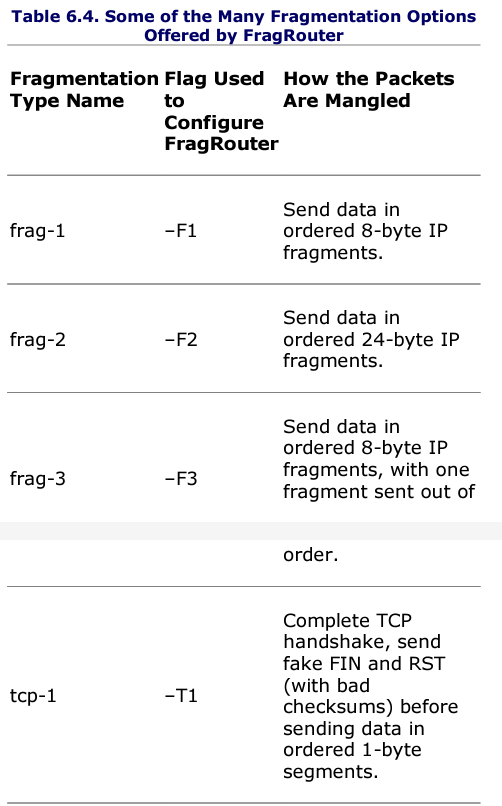 Table 6.4. Some of the Many Fragmentation Options
Offered by FragRouter
Fragmentation Type Name
Flag Used to Configure FragRouter
How the Packets Are Mangled
frag-1
–F1
Send data in
ordered 8-byte IP
fragments.
frag-2
–F2
Send data in
ordered 24-byte IP
fragments.
frag-3
–F3
Send data in
ordered 8-byte IP
fragments, with one
fragment sent out of
order.
tcp-1
–T1
Complete TCP
handshake, send
fake FIN and RST
(with bad
checksums) before
sending data in
ordered 1-byte
segments.